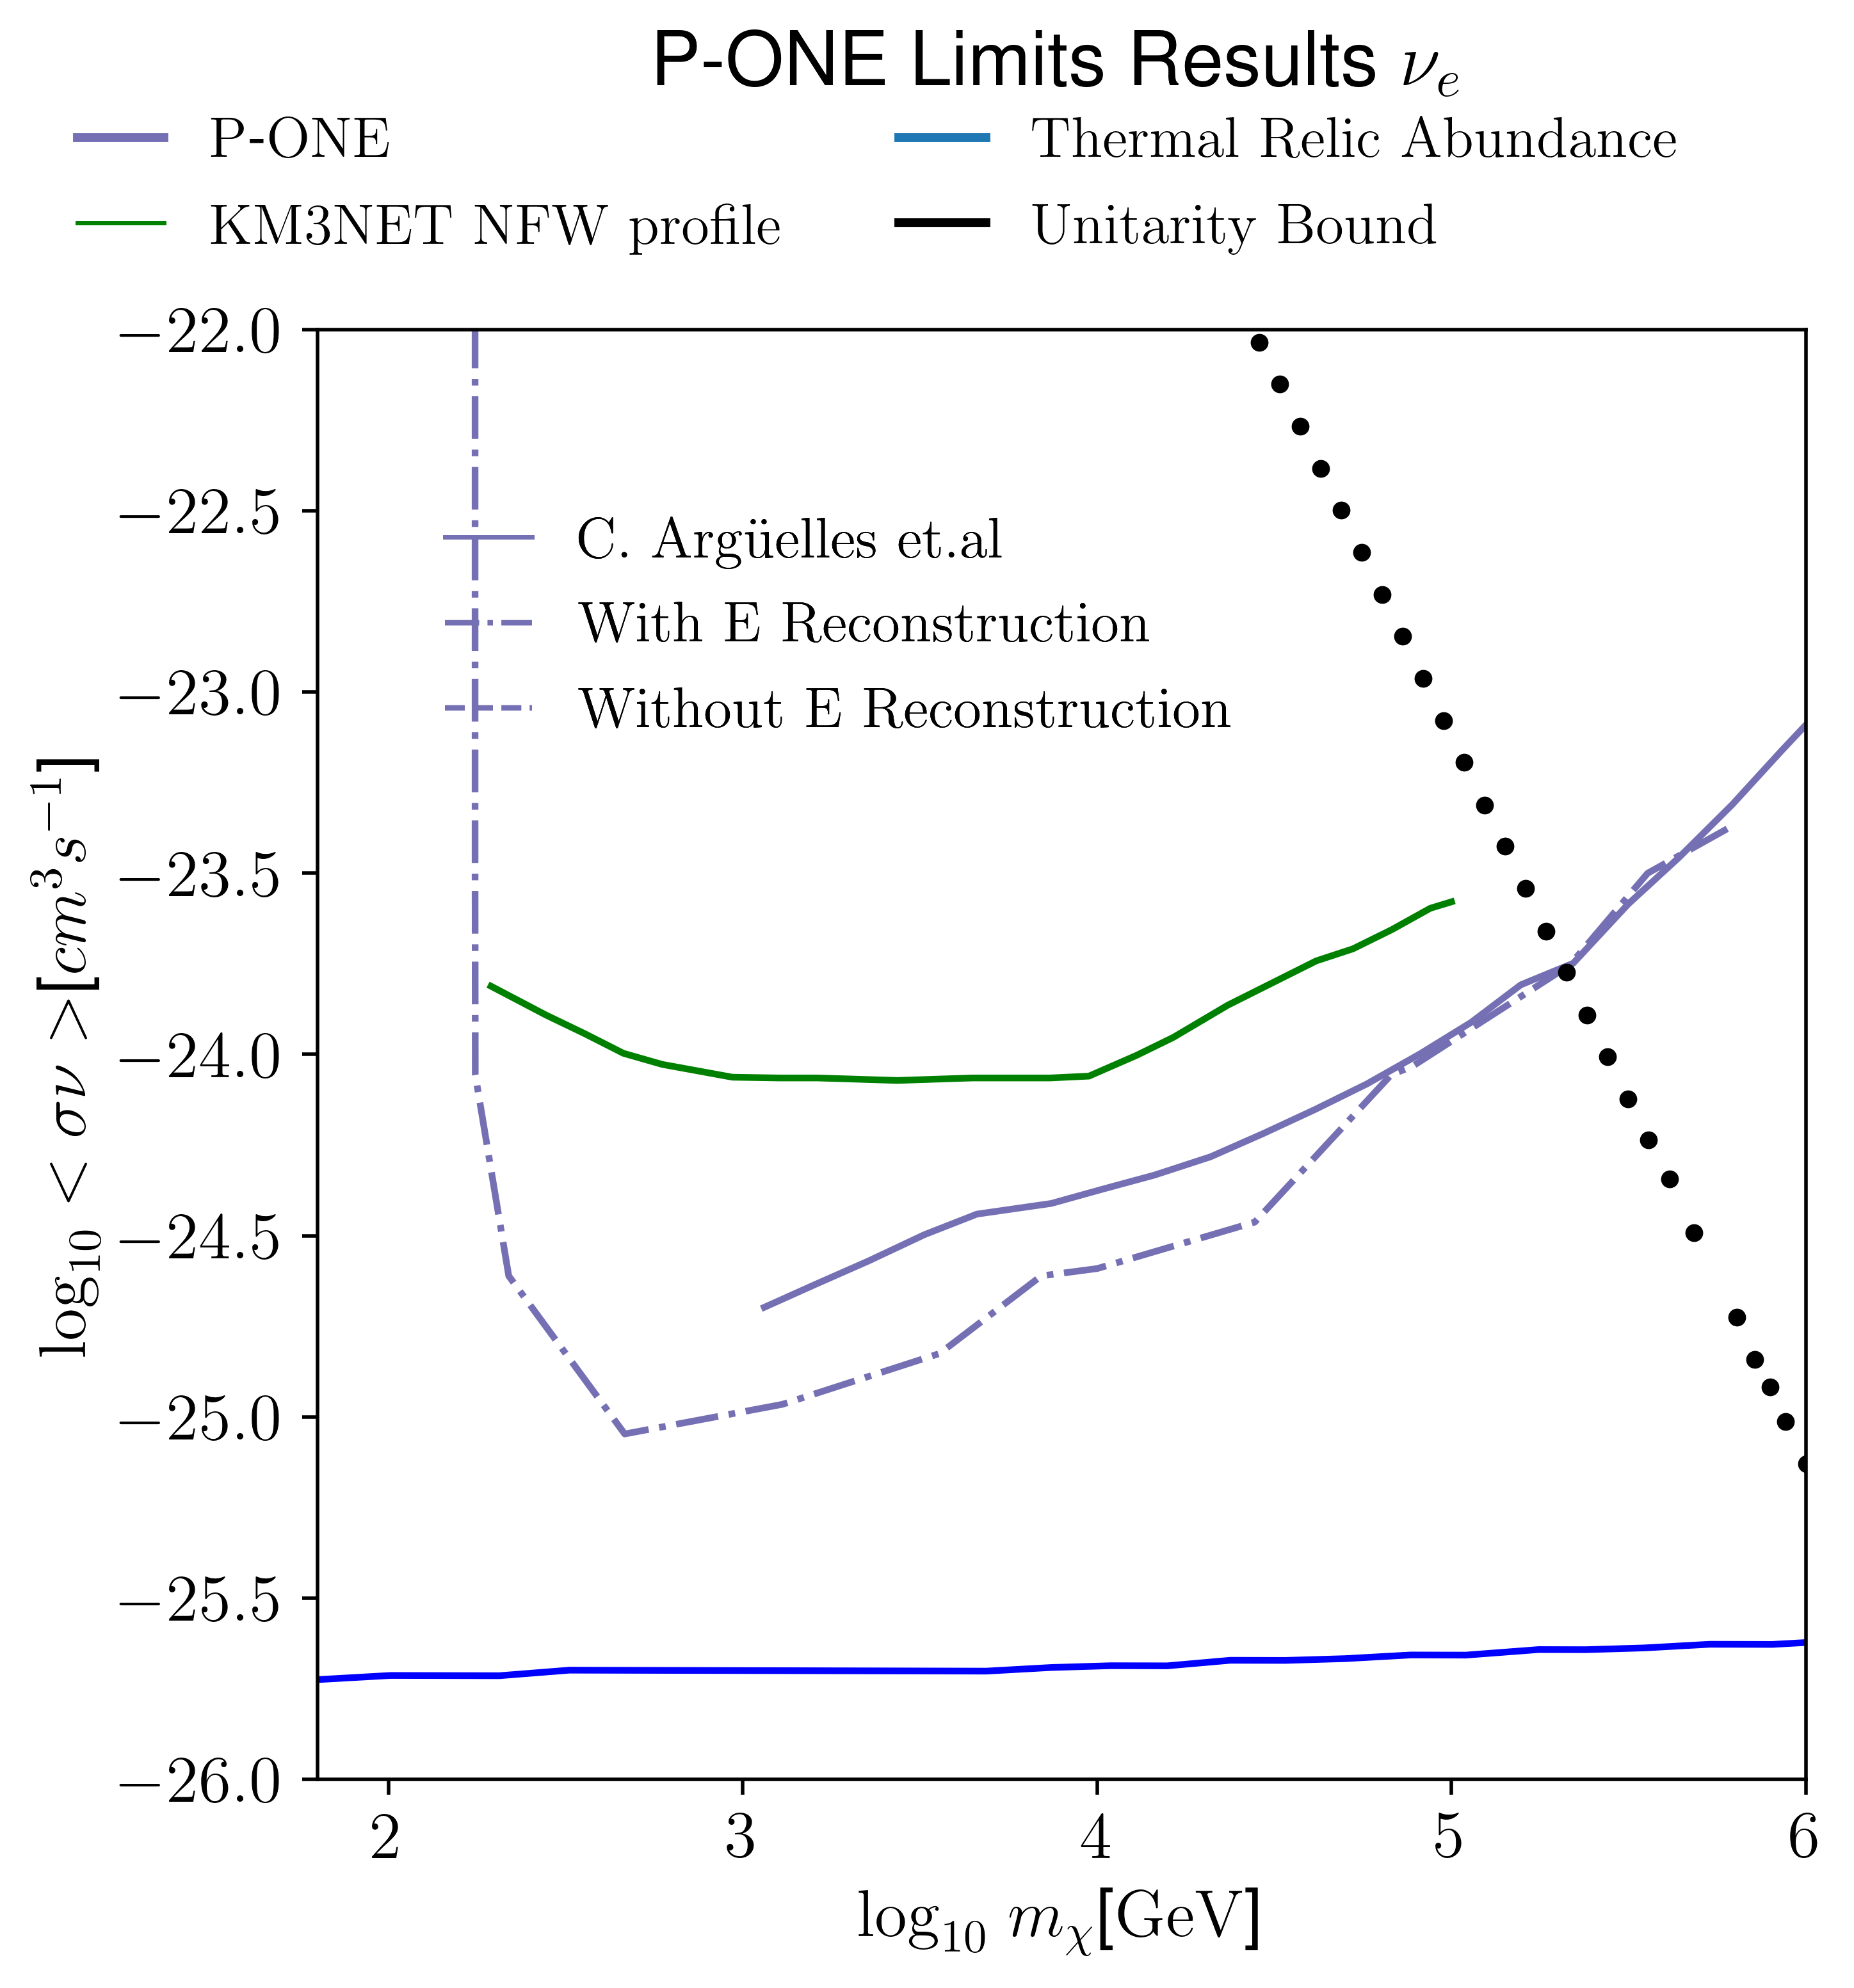 P-ONE Limits Results ν_e
P-ONE
Thermal Relic Abundance
KM3NET NFW profile
Unitarity Bound
−22.0
−22.5
−23.0
−23.5
−24.0
−24.5
−25.0
−25.5
−26.0
C. Argüelles et.al
With E Reconstruction
Without E Reconstruction
log₁₀ < σν >[cm³s⁻¹]
2 3 4 5 6
log₁₀ m_χ[GeV]